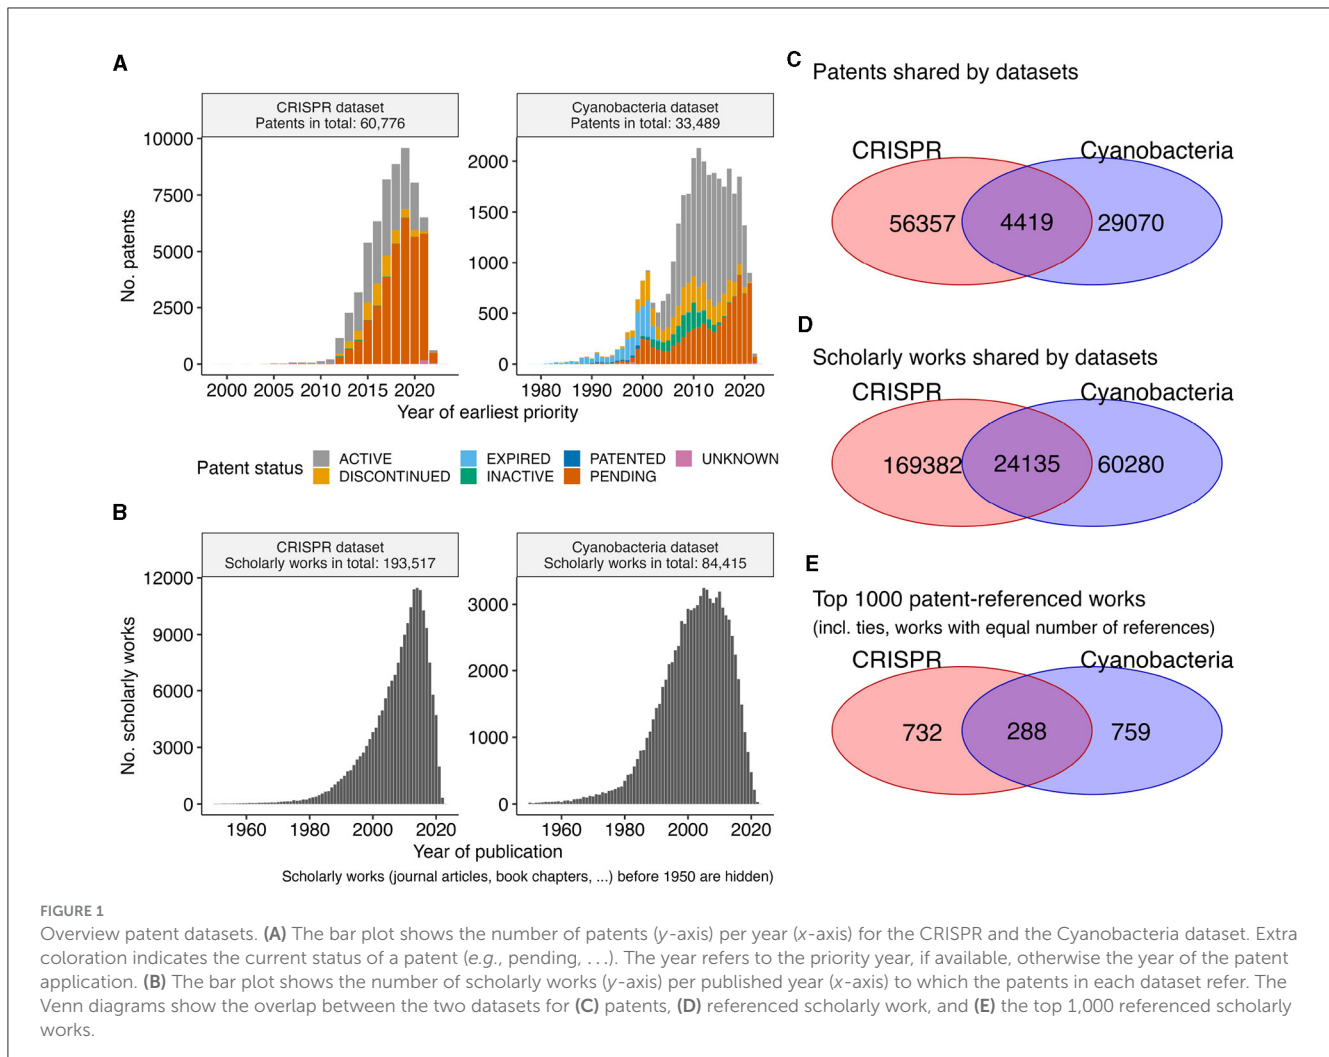 A
CRISPR dataset
Patents in total: 60,776
Cyanobacteria dataset
Patents in total: 33,489
No. patents
10000
7500
5000
2500
0
2000
1500
1000
500
0
2000 2005 2010 2015 2020
1980 1990 2000 2010 2020
Year of earliest priority
Patent status
ACTIVE
DISCONTINUED
EXPIRED
INACTIVE
PATENTED
PENDING
UNKNOWN
B
CRISPR dataset
Scholarly works in total: 193,517
Cyanobacteria dataset
Scholarly works in total: 84,415
No. scholarly works
12000
9000
6000
3000
0
3000
2000
1000
0
1960 1980 2000 2020
1960 1980 2000 2020
Year of publication
Scholarly works (journal articles, book chapters, ...) before 1950 are hidden)
C
Patents shared by datasets
CRISPR Cyanobacteria
56357 4419 29070
D
Scholarly works shared by datasets
CRISPR Cyanobacteria
169382 24135 60280
E
Top 1000 patent-referenced works
(incl. ties, works with equal number of references)
CRISPR Cyanobacteria
732 288 759
FIGURE 1
Overview patent datasets. (A) The bar plot shows the number of patents (y-axis) per year (x-axis) for the CRISPR and the Cyanobacteria dataset. Extra
coloration indicates the current status of a patent (e.g., pending, ...). The year refers to the priority year, if available, otherwise the year of the patent
application. (B) The bar plot shows the number of scholarly works (y-axis) per published year (x-axis) to which the patents in each dataset refer. The
Venn diagrams show the overlap between the two datasets for (C) patents, (D) referenced scholarly work, and (E) the top 1,000 referenced scholarly
works.